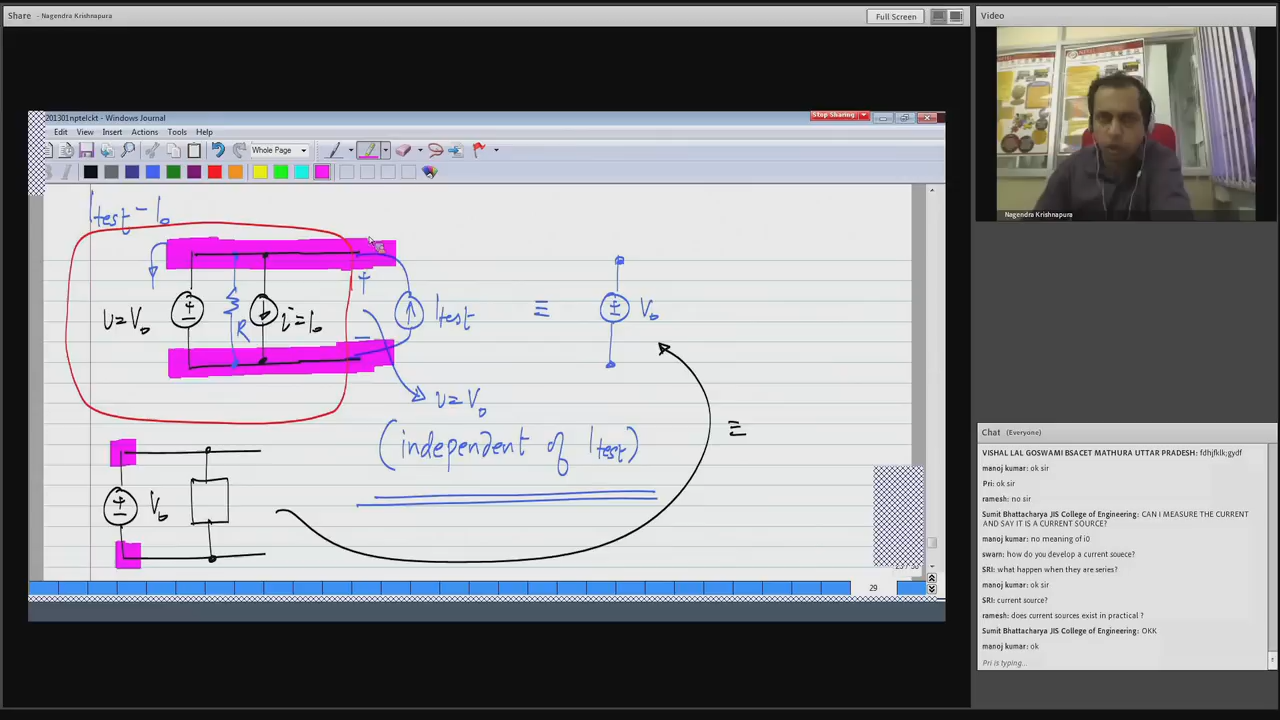 Share - Nagendra Krishnapura
Full Screen
Video
201301nptelckt - Windows Journal
Stop Sharing
Edit View Insert Actions Tools Help
Whole Page
Itest - I0
V=V0
R
i=I0
+
-
Itest
≡
V0
v=V0
(independent of Itest)
≡
V0
29
Nagendra Krishnapura
Chat (Everyone)
VISHAL LAL GOSWAMI BSACET MATHURA UTTAR PRADESH: fdhjfklk;gydf
manoj kumar: ok sir
Pri: ok sir
ramesh: no sir
Sumit Bhattacharya JIS College of Engineering: CAN I MEASURE THE CURRENT
AND SAY IT IS A CURRENT SOURCE?
manoj kumar: no meaning of i0
swarn: how do you develop a current souece?
SRI: what happen when they are series?
manoj kumar: ok sir
SRI: current source?
ramesh: does current sources exist in practical ?
Sumit Bhattacharya JIS College of Engineering: OKK
manoj kumar: ok
Pri is typing...